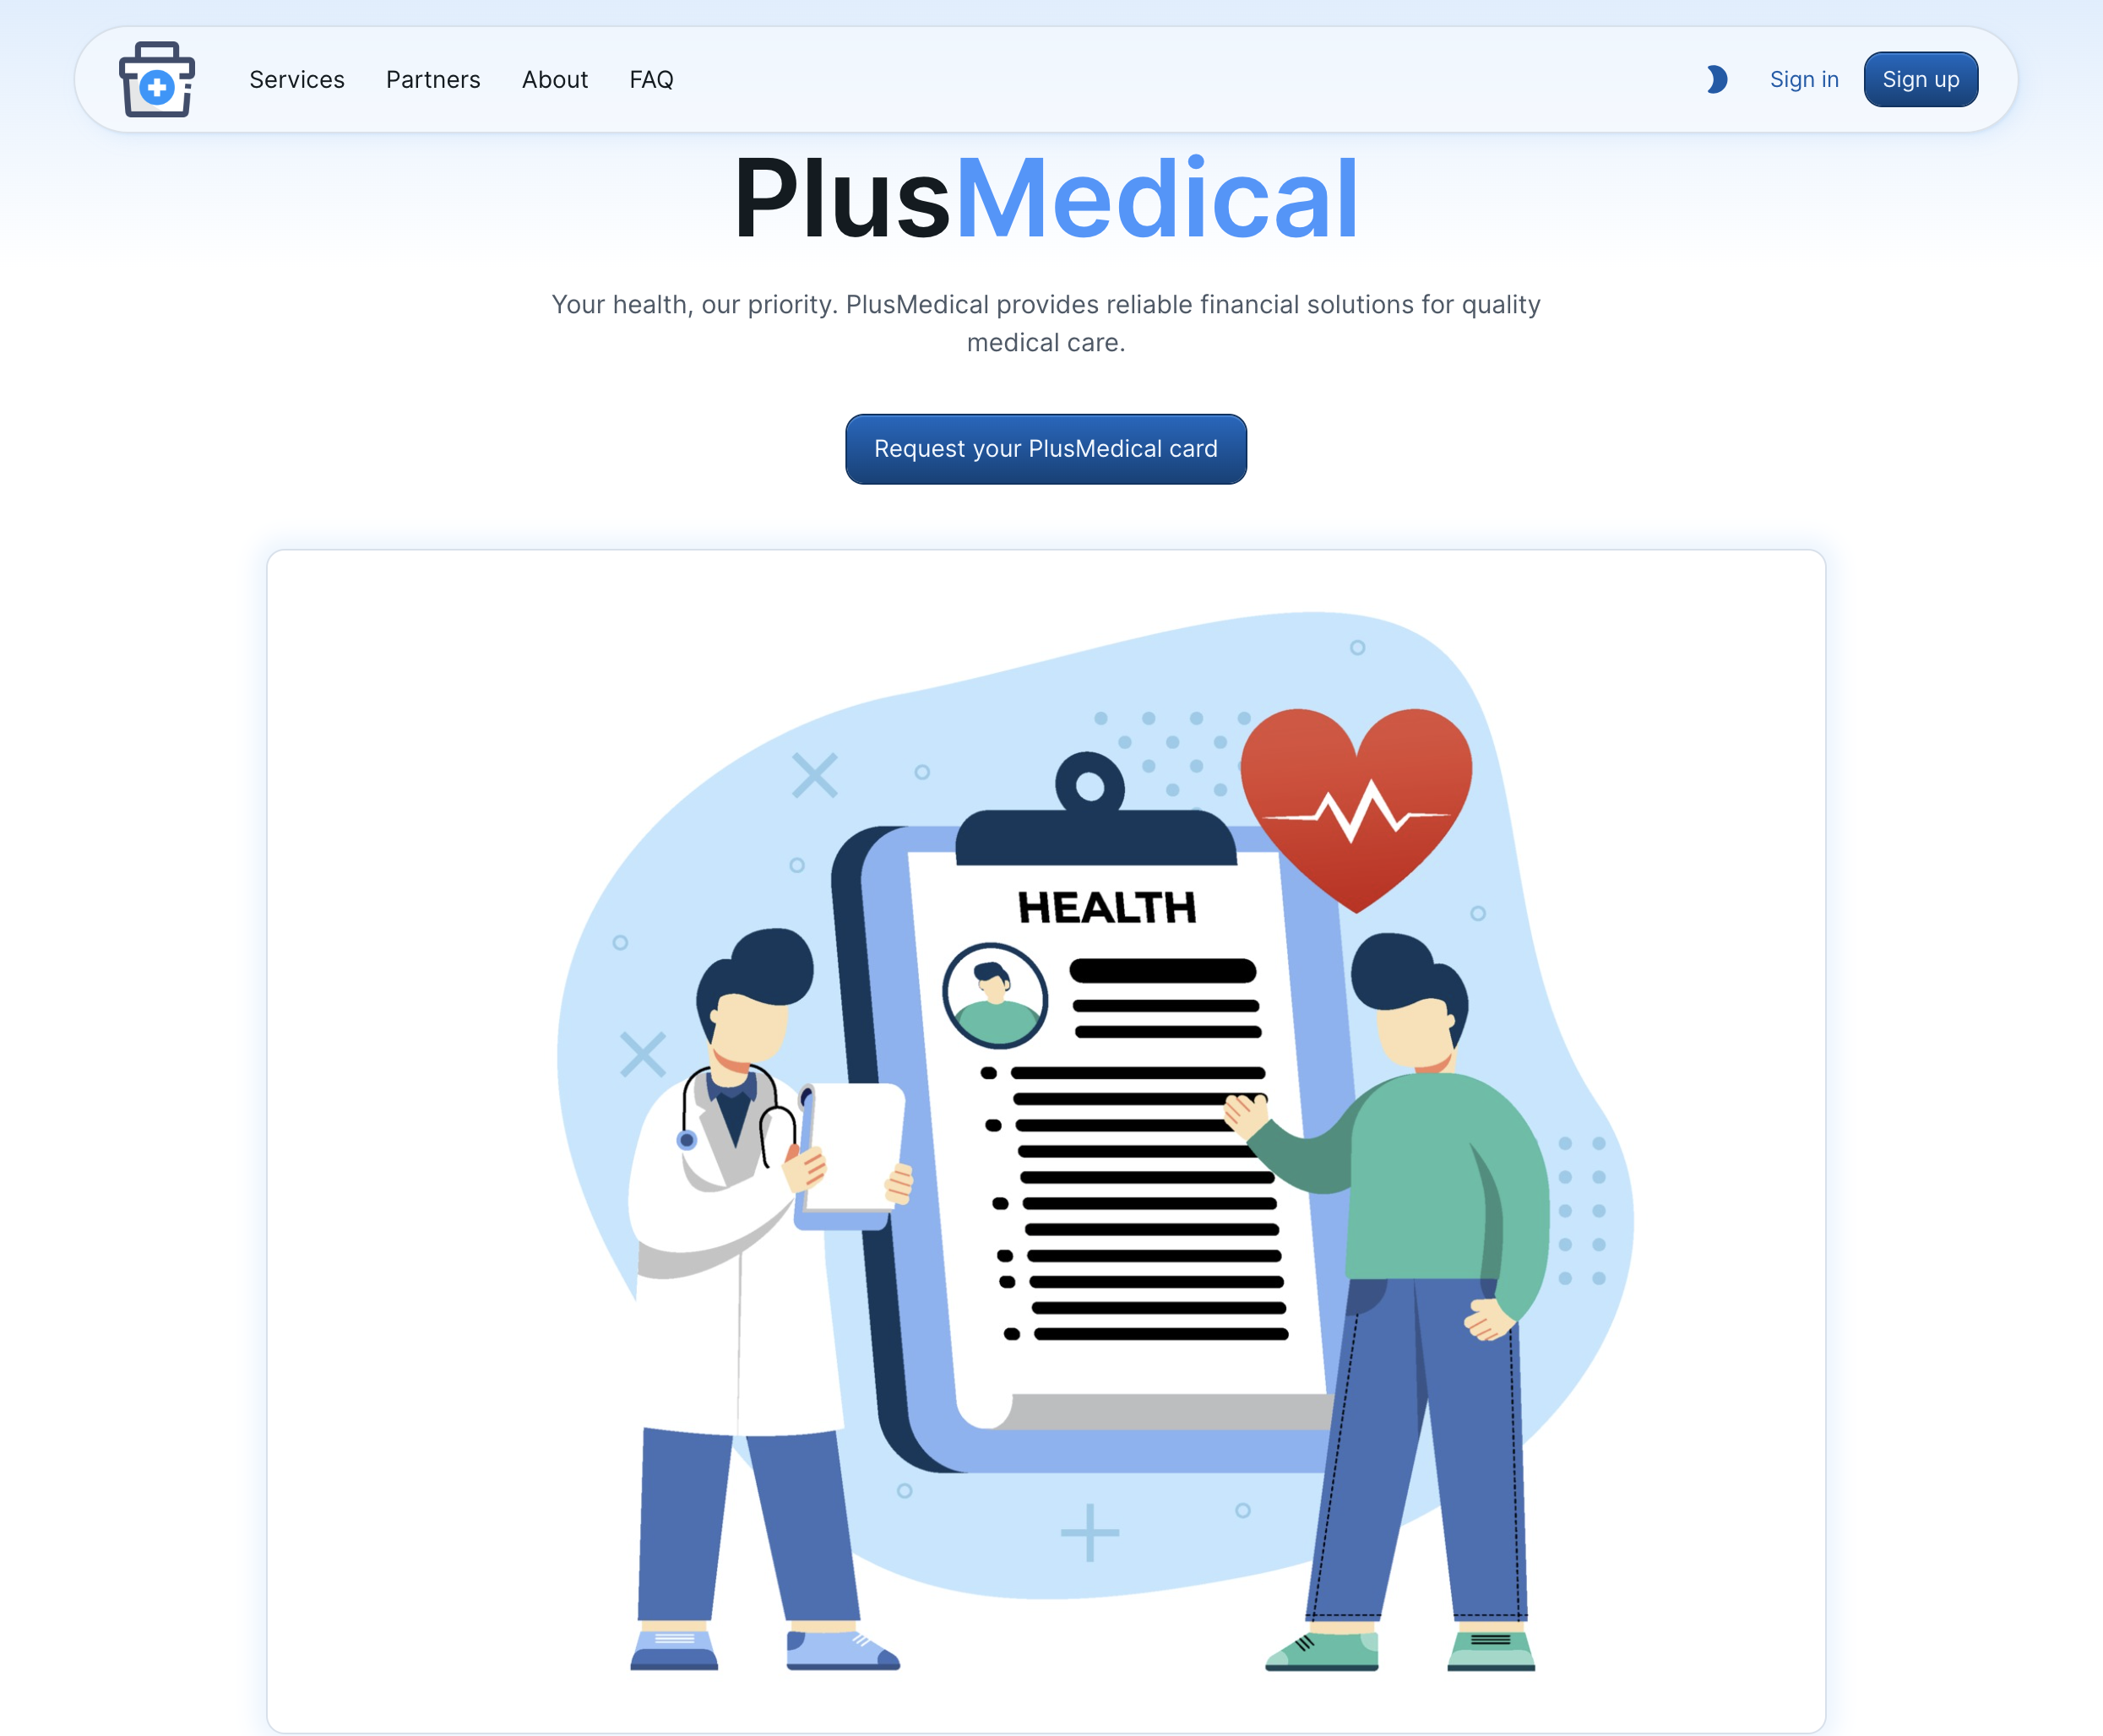 Services Partners About FAQ Sign in Sign up
PlusMedical
Your health, our priority. PlusMedical provides reliable financial solutions for quality
medical care.
Request your PlusMedical card
HEALTH